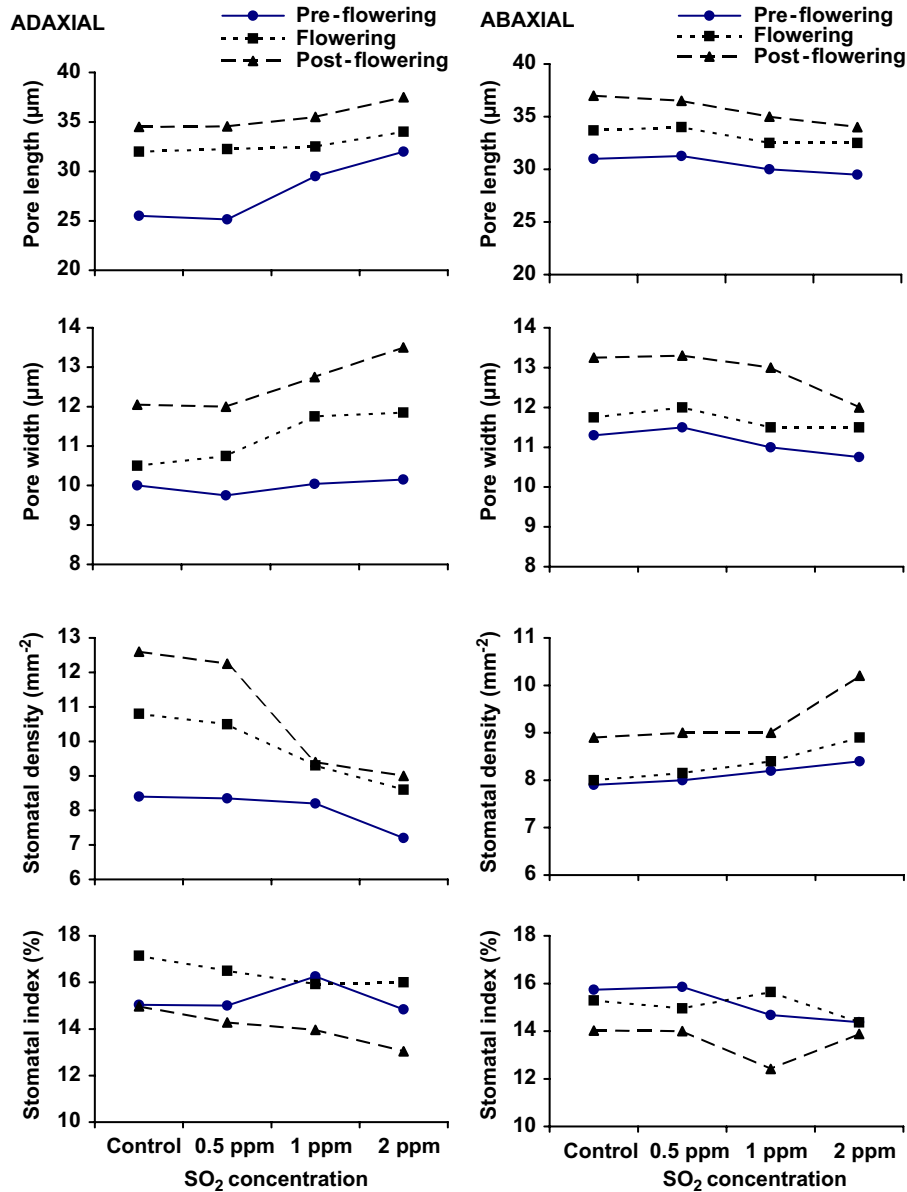 ADAXIAL
Pre-flowering
Flowering
Post-flowering
ABAXIAL
Pre-flowering
Flowering
Post-flowering
Pore length (µm)
40
35
30
25
20
Pore length (µm)
40
35
30
25
20
Pore width (µm)
14
13
12
11
10
9
8
Pore width (µm)
14
13
12
11
10
9
8
Stomatal density (mm⁻²)
13
12
11
10
9
8
7
6
Stomatal density (mm⁻²)
11
10
9
8
7
6
Stomatal index (%)
18
16
14
12
10
Control 0.5 ppm 1 ppm 2 ppm
SO₂ concentration
Stomatal index (%)
18
16
14
12
10
Control 0.5 ppm 1 ppm 2 ppm
SO₂ concentration